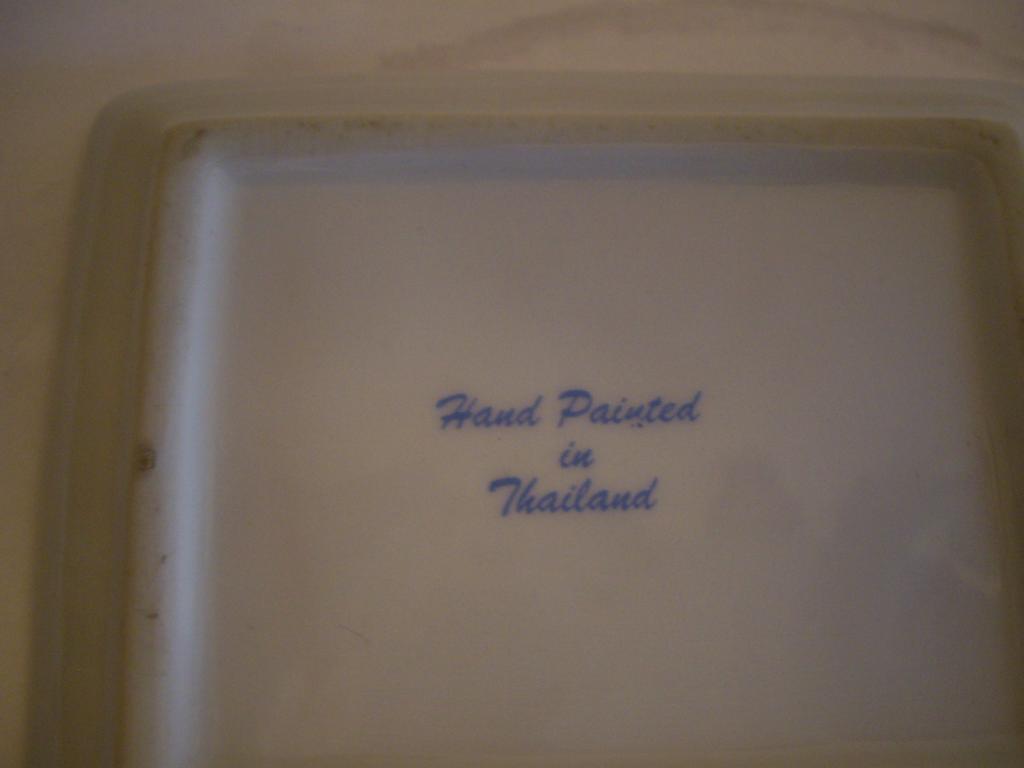 Hand Painted
in
Thailand